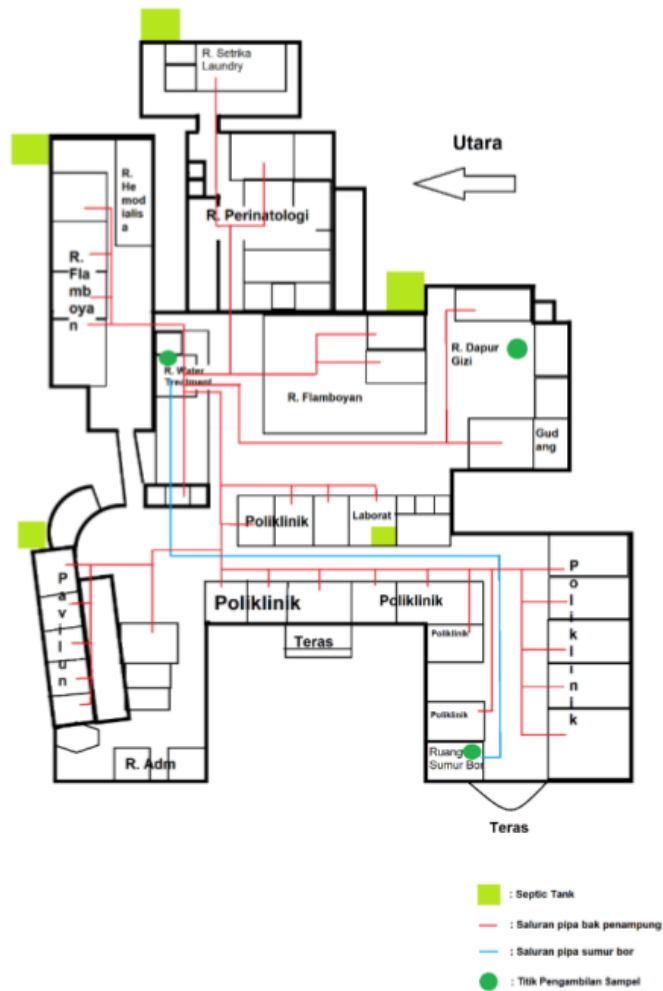 R. Setrika
Laundry
Utara
R.
He
mod
ialis
a
R. Perinatologi
R.
Fla
mb
oya
n
R. Water
Treatment
R. Flamboyan
R. Dapur
Gizi
Gud
ang
Poliklinik
Laborat
P
a
v
i
l
u
n
P
o
l
i
k
l
i
n
i
k
Poliklinik
Poliklinik
Teras
Poliklinik
Poliklinik
Ruang
Sumur Bor
R. Adm
Teras
: Septic Tank
: Saluran pipa bak penampung
: Saluran pipa sumur bor
: Titik Pengambilan Sampel